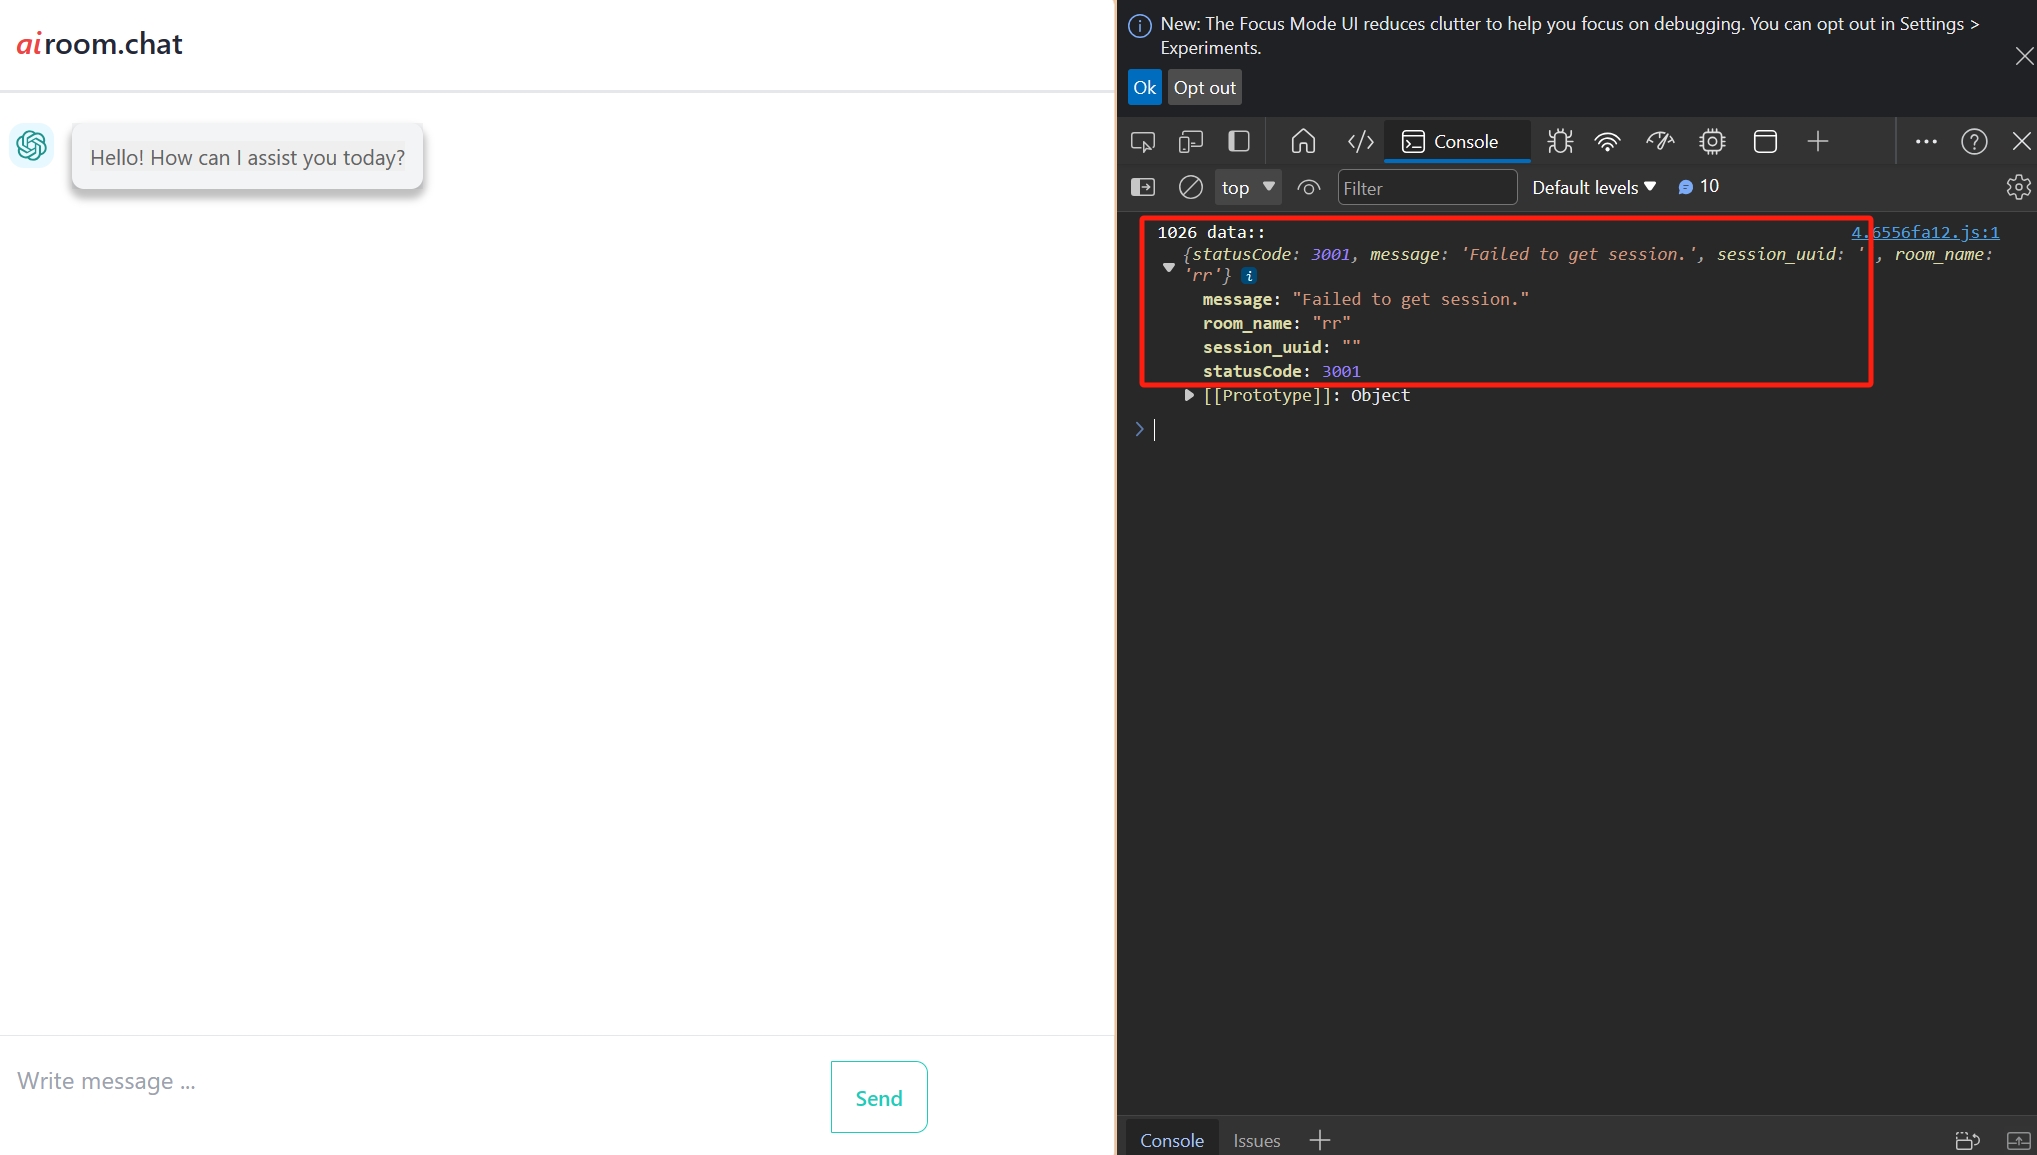 airoom.chat
Hello! How can I assist you today?
Write message ...
Send
New: The Focus Mode UI reduces clutter to help you focus on debugging. You can opt out in Settings >
Experiments.
Ok Opt out
Console
top Filter Default levels 10
1026 data:: 4.6556fa12.js:1
{statusCode: 3001, message: 'Failed to get session.', session_uuid: '', room_name:
'rr'}
message: "Failed to get session."
room_name: "rr"
session_uuid: ""
statusCode: 3001
[[Prototype]]: Object
Console Issues